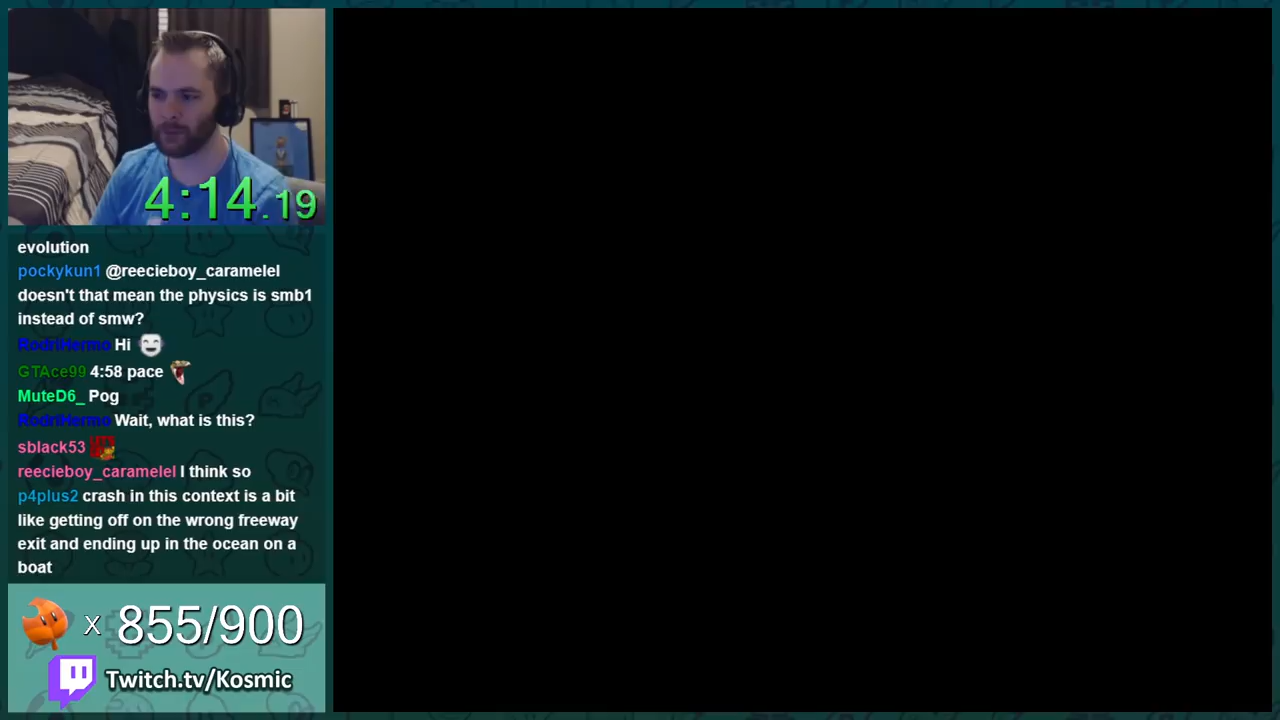 4:14.19
evolution
pockykun1 @reecieboy_caramelel
doesn't that mean the physics is smb1
instead of smw?
RodriHermo Hi
GTAce99 4:58 pace
MuteD6_ Pog
RodriHermo Wait, what is this?
sblack53
reecieboy_caramelel I think so
p4plus2 crash in this context is a bit
like getting off on the wrong freeway
exit and ending up in the ocean on a
boat
x 855/900
Twitch.tv/Kosmic